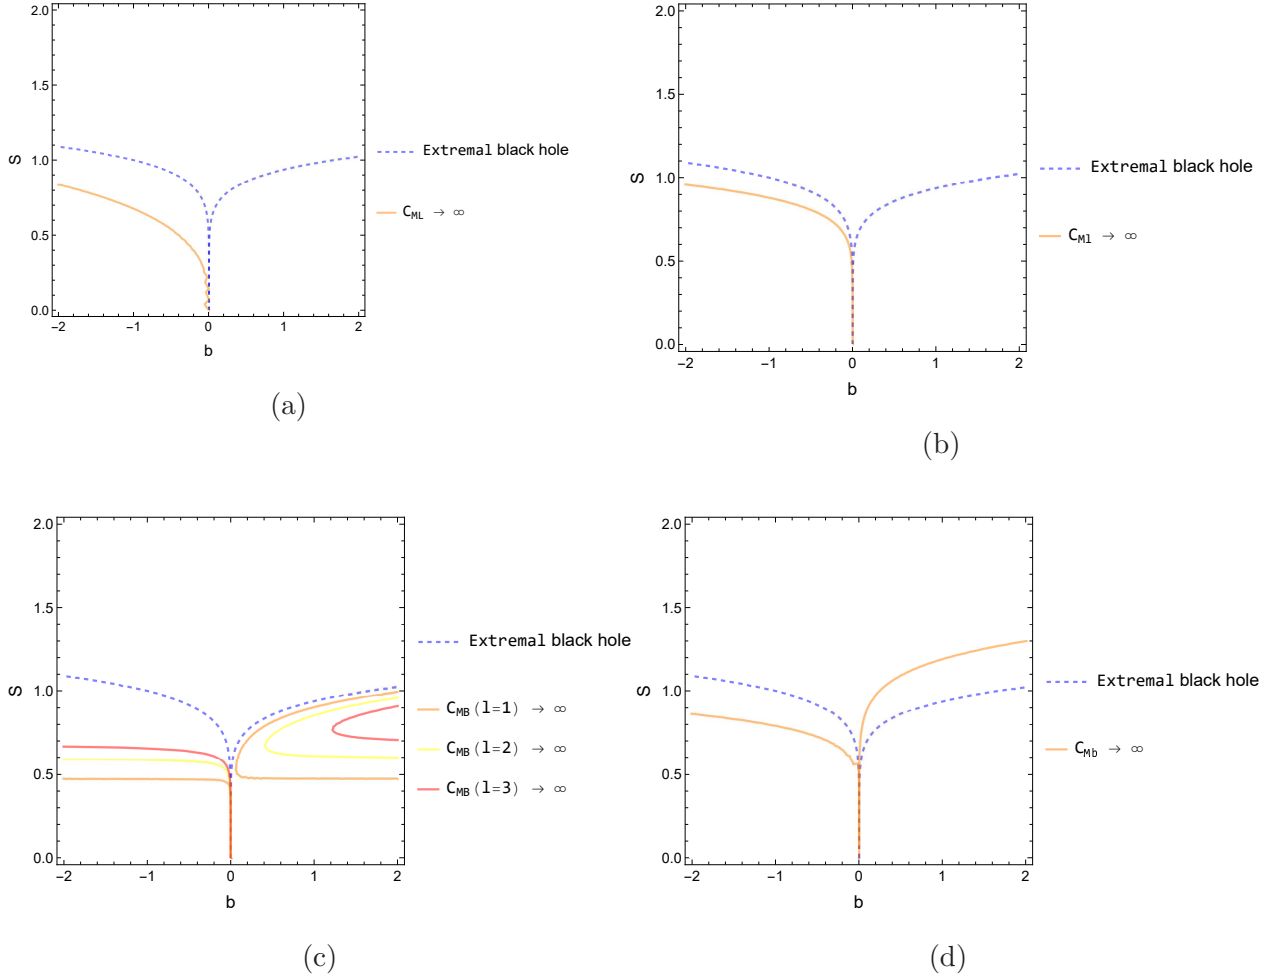 2.0
1.5
1.0
0.5
0.0
S
−2
−1
0
1
2
b
Extremal black hole
C_ML → ∞
(a)
2.0
1.5
1.0
0.5
0.0
S
−2
−1
0
1
2
b
Extremal black hole
C_Ml → ∞
(b)
2.0
1.5
1.0
0.5
0.0
S
−2
−1
0
1
2
b
Extremal black hole
C_MB(l=1) → ∞
C_MB(l=2) → ∞
C_MB(l=3) → ∞
(c)
2.0
1.5
1.0
0.5
0.0
S
−2
−1
0
1
2
b
Extremal black hole
C_Mb → ∞
(d)